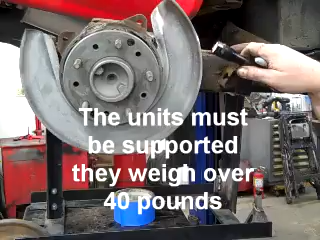 The units must
be supported
they weigh over
40 pounds